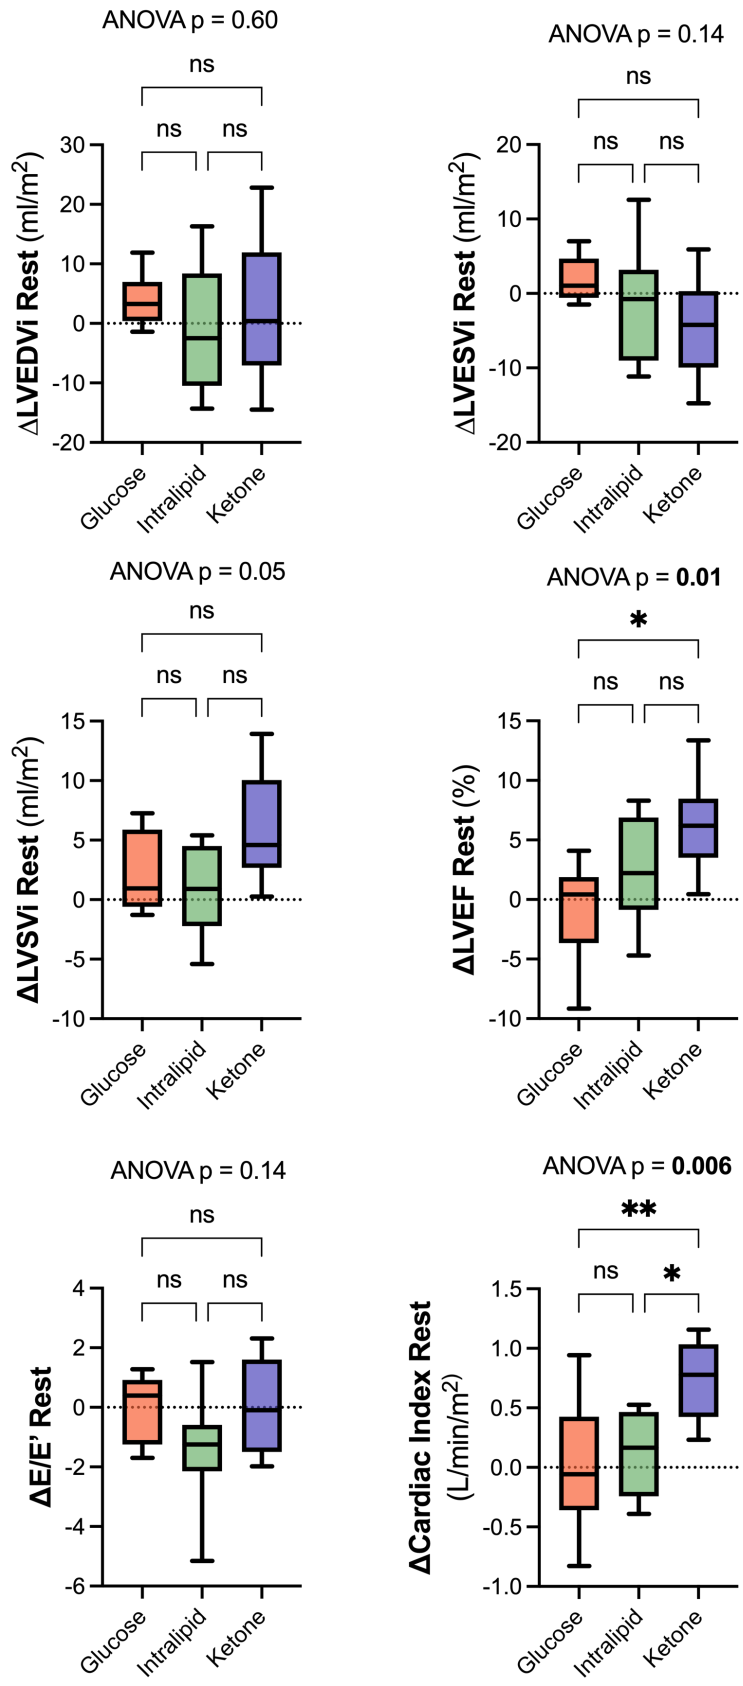 ANOVA p = 0.60
ns
ns
ns
ΔLVEDVi Rest (ml/m²)
30
20
10
0
-10
-20
Glucose
Intralipid
Ketone
ANOVA p = 0.14
ns
ns
ns
ΔLVESVi Rest (ml/m²)
20
10
0
-10
-20
Glucose
Intralipid
Ketone
ANOVA p = 0.05
ns
ns
ns
ΔLVSVi Rest (ml/m²)
15
10
5
0
-5
-10
Glucose
Intralipid
Ketone
ANOVA p = 0.01
*
ns
ns
ΔLVEF Rest (%)
15
10
5
0
-5
-10
Glucose
Intralipid
Ketone
ANOVA p = 0.14
ns
ns
ns
ΔE/E’ Rest
4
2
0
-2
-4
-6
Glucose
Intralipid
Ketone
ANOVA p = 0.006
**
ns
*
ΔCardiac Index Rest
(L/min/m²)
1.5
1.0
0.5
0.0
-0.5
-1.0
Glucose
Intralipid
Ketone